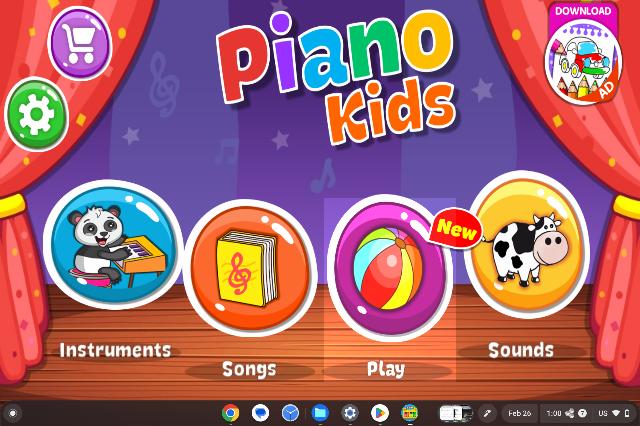 DOWNLOAD
Piano
Kids
AD
New
Instruments
Songs
Play
Sounds
Feb 26
1:00
US